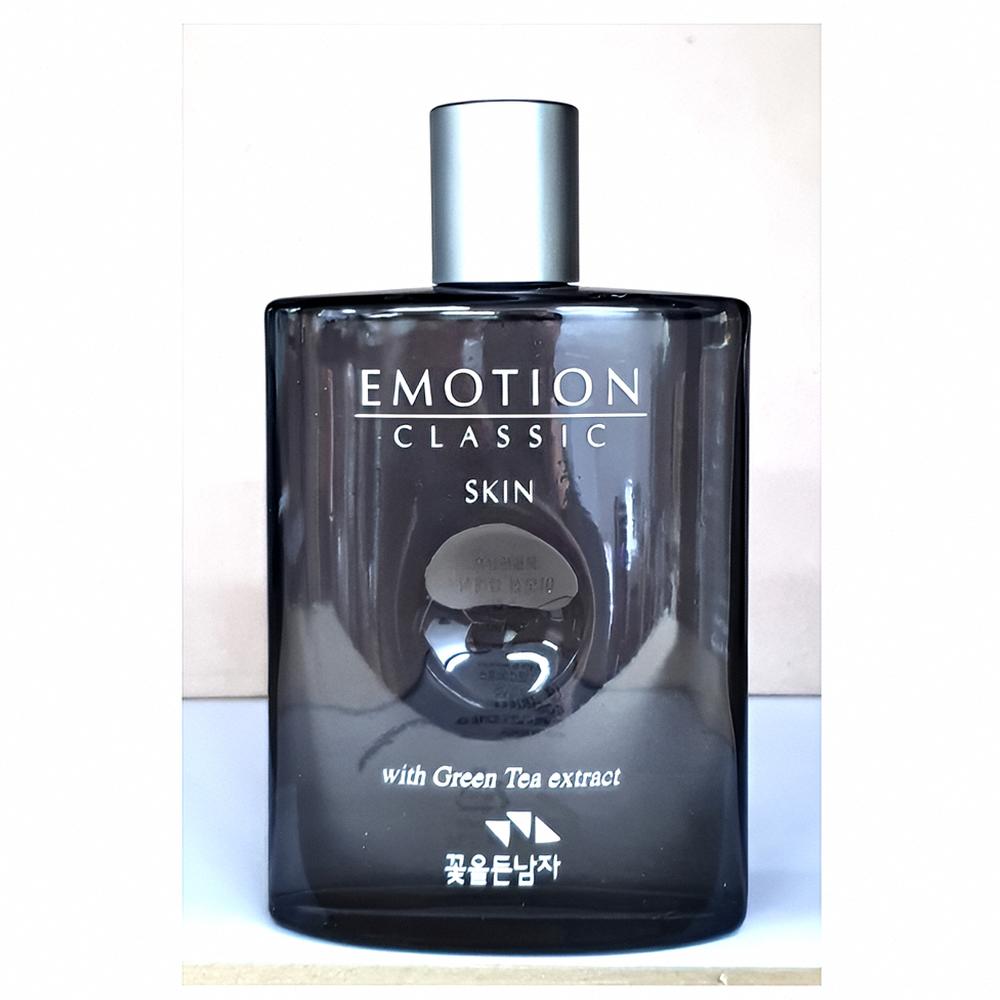 EMOTION
CLASSIC
SKIN
with Green Tea extract
꽃을든남자